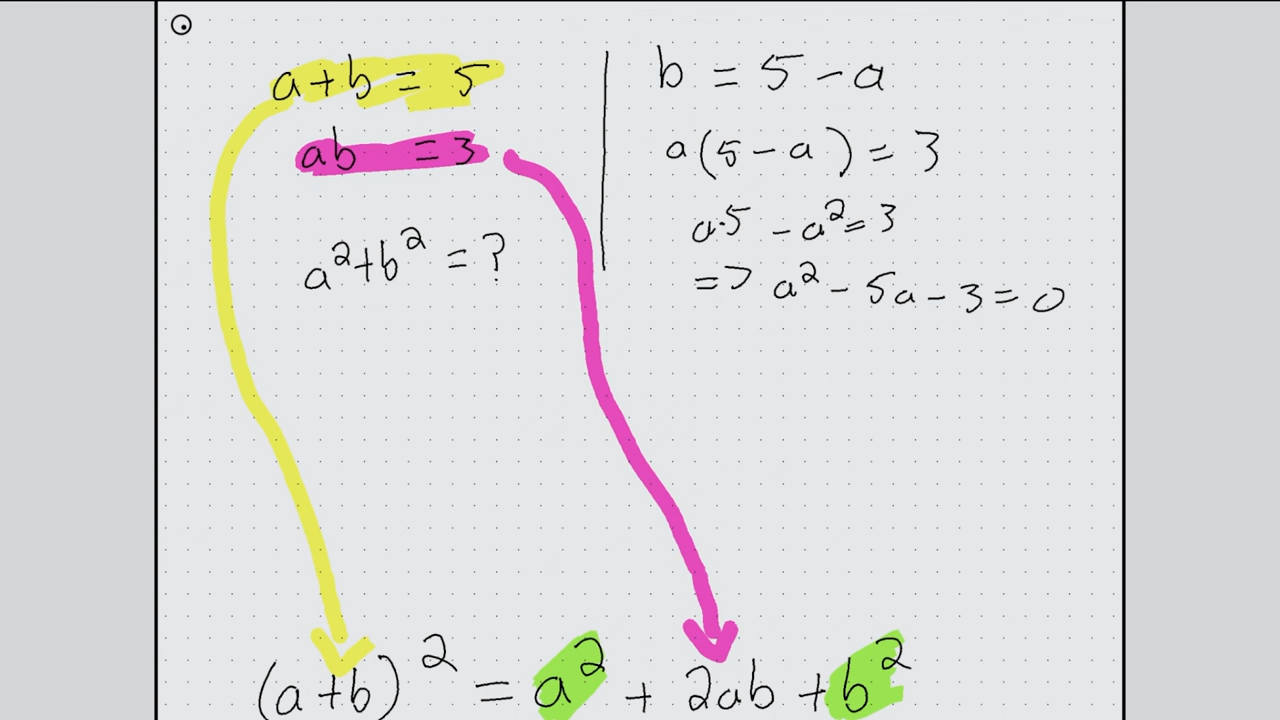 a+b = 5
ab = 3
a²+b² = ?
b = 5 - a
a(5 - a) = 3
a·5 - a² = 3
=> a² - 5a - 3 = 0
(a+b)² = a² + 2ab + b²